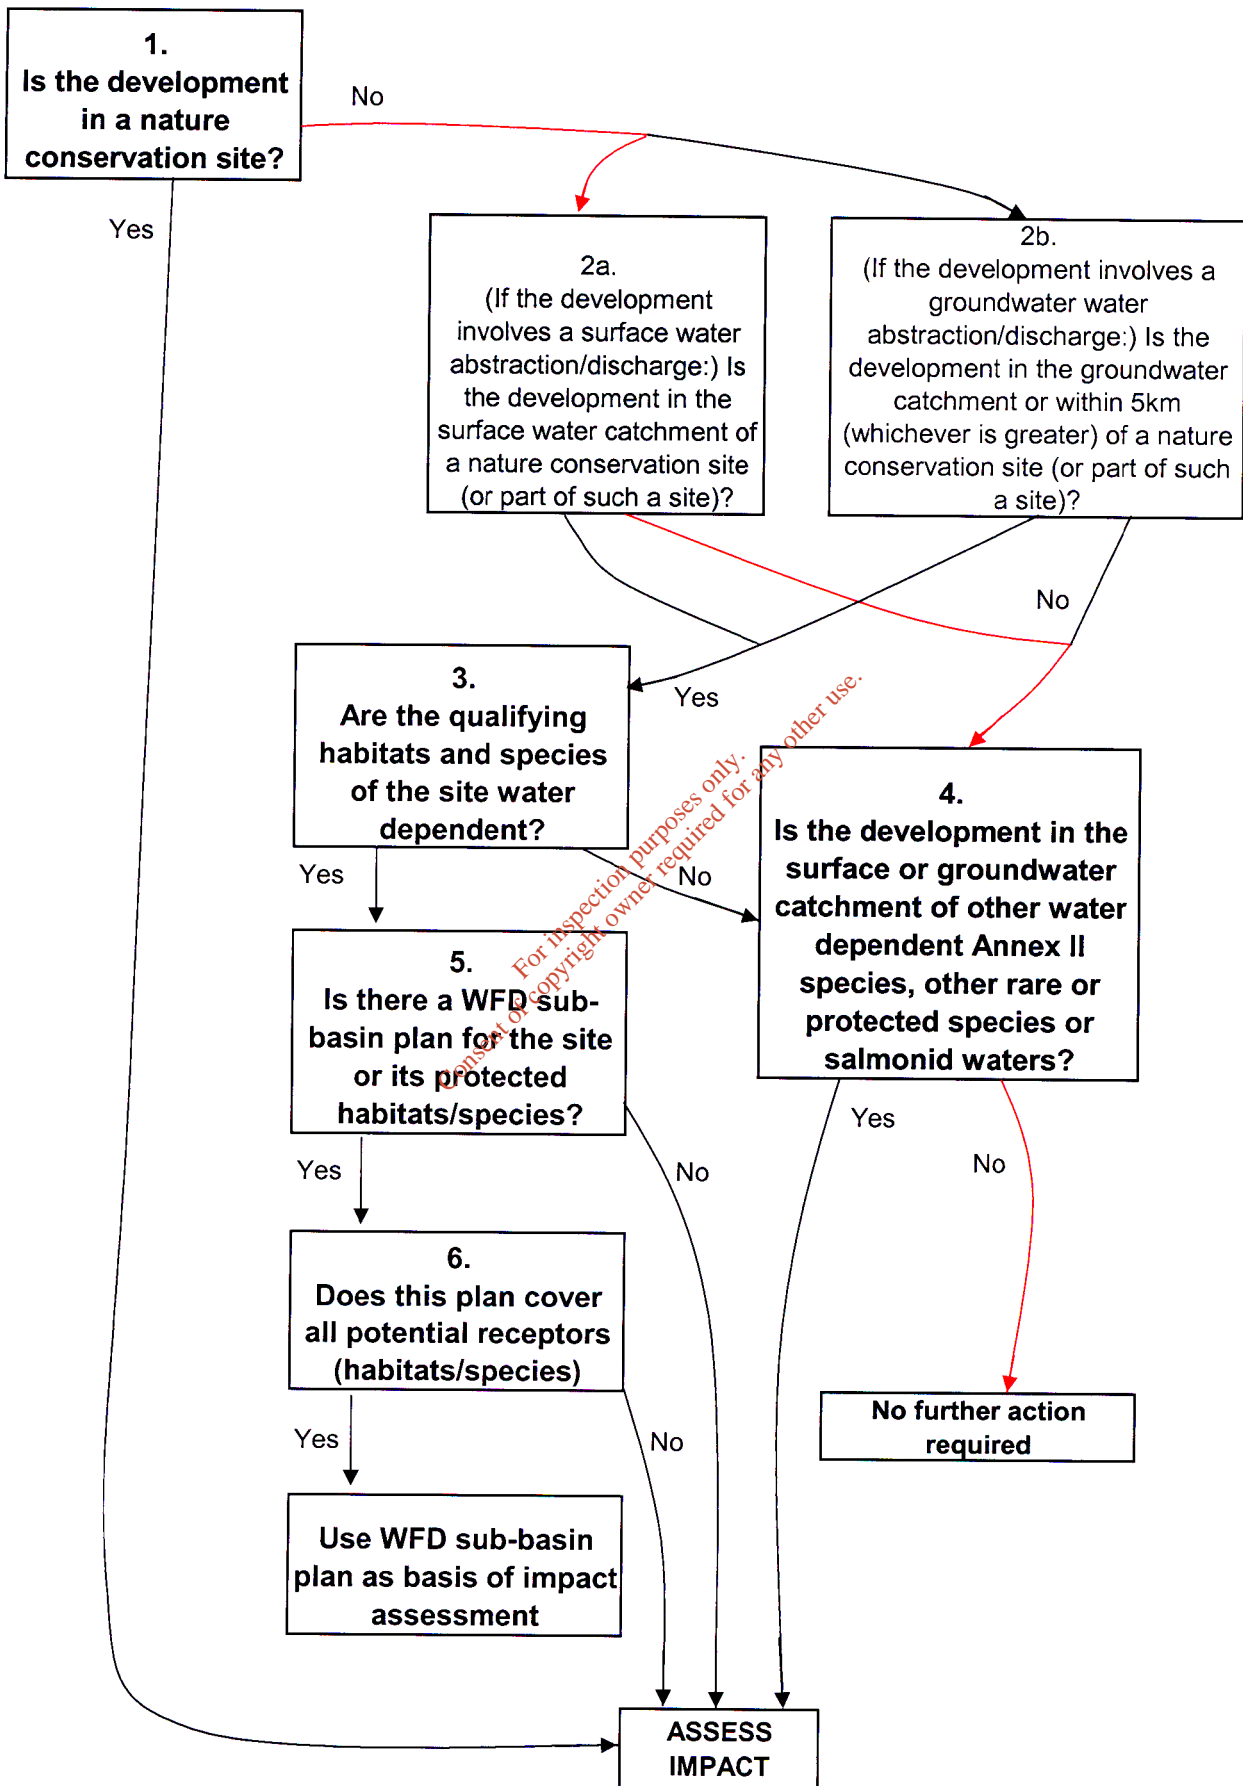 1.
Is the development
in a nature
conservation site?
No
Yes
2a.
(If the development
involves a surface water
abstraction/discharge:) Is
the development in the
surface water catchment of
a nature conservation site
(or part of such a site)?
2b.
(If the development involves a
groundwater water
abstraction/discharge:) Is the
development in the groundwater
catchment or within 5km
(whichever is greater) of a nature
conservation site (or part of such
a site)?
No
Yes
3.
Are the qualifying
habitats and species
of the site water
dependent?
Yes
No
4.
Is the development in the
surface or groundwater
catchment of other water
dependent Annex II
species, other rare or
protected species or
salmonid waters?
For inspection purposes only.
Consent of copyright owner required for any other use.
5.
Is there a WFD sub-
basin plan for the site
or its protected
habitats/species?
Yes
No
Yes
No
6.
Does this plan cover
all potential receptors
(habitats/species)
Yes
No
No further action
required
Use WFD sub-basin
plan as basis of impact
assessment
ASSESS
IMPACT